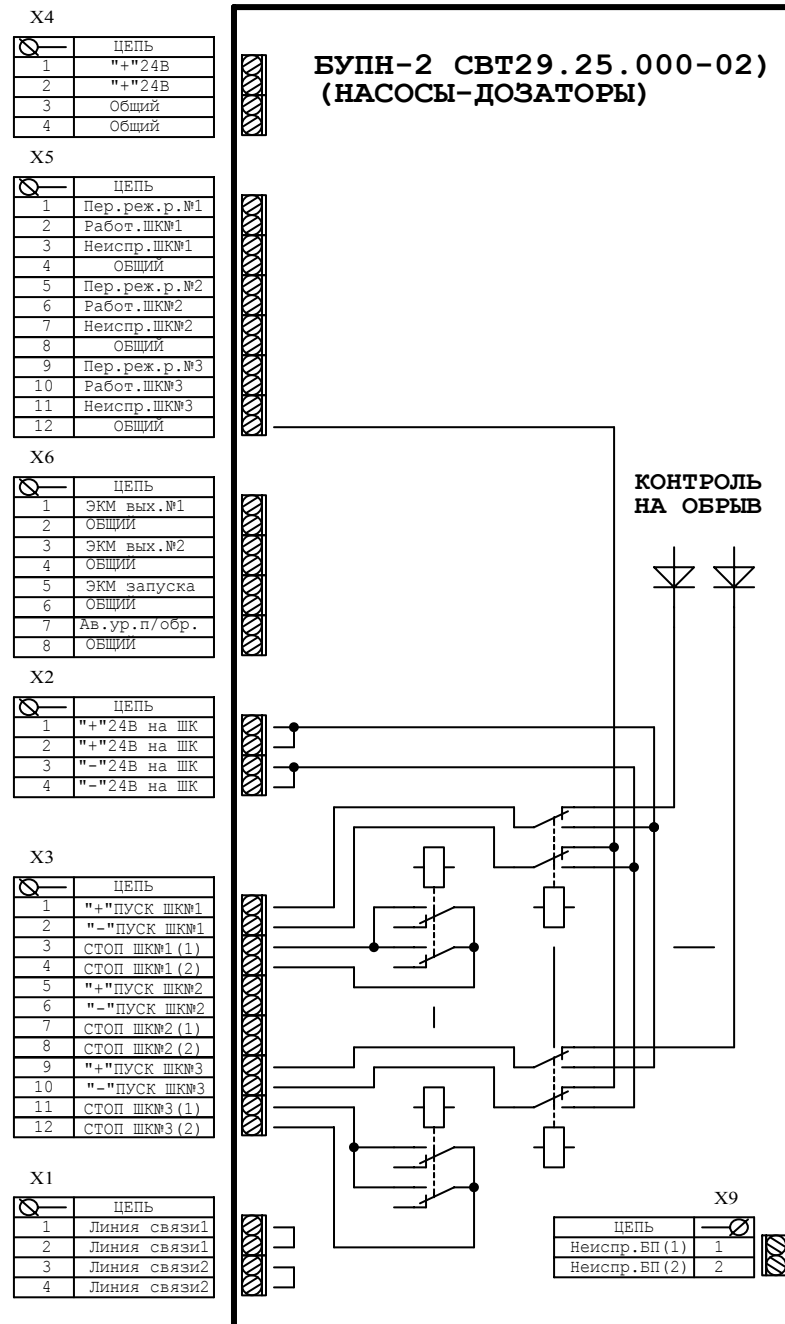 X4
ЦЕПЬ
1 "+"24В
2 "+"24В
3 Общий
4 Общий
БУПН-2 СВТ29.25.000-02)
(НАСОСЫ-ДОЗАТОРЫ)
X5
ЦЕПЬ
1 Пер.реж.р.№1
2 Работ.ШК№1
3 Неиспр.ШК№1
4 ОБЩИЙ
5 Пер.реж.р.№2
6 Работ.ШК№2
7 Неиспр.ШК№2
8 ОБЩИЙ
9 Пер.реж.р.№3
10 Работ.ШК№3
11 Неиспр.ШК№3
12 ОБЩИЙ
X6
ЦЕПЬ
1 ЭКМ вых.№1
2 ОБЩИЙ
3 ЭКМ вых.№2
4 ОБЩИЙ
5 ЭКМ запуска
6 ОБЩИЙ
7 Ав.ур.п/обр.
8 ОБЩИЙ
КОНТРОЛЬ
НА ОБРЫВ
X2
ЦЕПЬ
1 "+"24В на ШК
2 "+"24В на ШК
3 "-"24В на ШК
4 "-"24В на ШК
X3
ЦЕПЬ
1 "+"ПУСК ШК№1
2 "-"ПУСК ШК№1
3 СТОП ШК№1(1)
4 СТОП ШК№1(2)
5 "+"ПУСК ШК№2
6 "-"ПУСК ШК№2
7 СТОП ШК№2(1)
8 СТОП ШК№2(2)
9 "+"ПУСК ШК№3
10 "-"ПУСК ШК№3
11 СТОП ШК№3(1)
12 СТОП ШК№3(2)
X1
ЦЕПЬ
1 Линия связи1
2 Линия связи1
3 Линия связи2
4 Линия связи2
X9
ЦЕПЬ
Неиспр.БП(1) 1
Неиспр.БП(2) 2